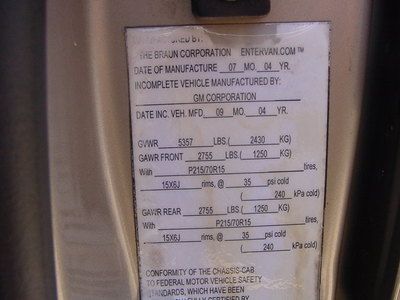 BY:
THE BRAUN CORPORATION ENTERVAN.COM™
DATE OF MANUFACTURE 07 MO. 04 YR.
INCOMPLETE VEHICLE MANUFACTURED BY:
GM CORPORATION
DATE INC. VEH. MFD. 09 MO. 04 YR.
GVWR 5357 LBS.( 2430 KG)
GAWR FRONT 2755 LBS.( 1250 KG)
With P215/70R15 tires,
15X6J rims, @ 35 psi cold
( 240 kPa cold)
GAWR REAR 2755 LBS.( 1250 KG)
With P215/70R15 tires,
15X6J rims, @ 35 psi cold
( 240 kPa cold)
CONFORMITY OF THE CHASSIS-CAB
TO FEDERAL MOTOR VEHICLE SAFETY
STANDARDS, WHICH HAVE BEEN
FULLY CERTIFIED BY